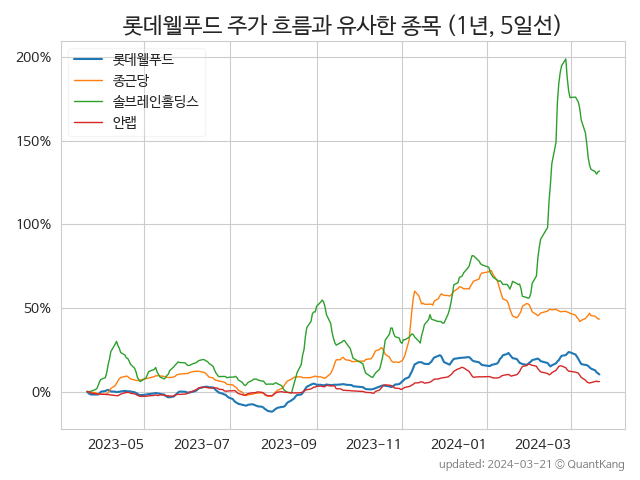 롯데웰푸드 주가 흐름과 유사한 종목 (1년, 5일선)
200%
150%
100%
50%
0%
롯데웰푸드
종근당
솔브레인홀딩스
안랩
2023-05 2023-07 2023-09 2023-11 2024-01 2024-03
updated: 2024-03-21 © QuantKang